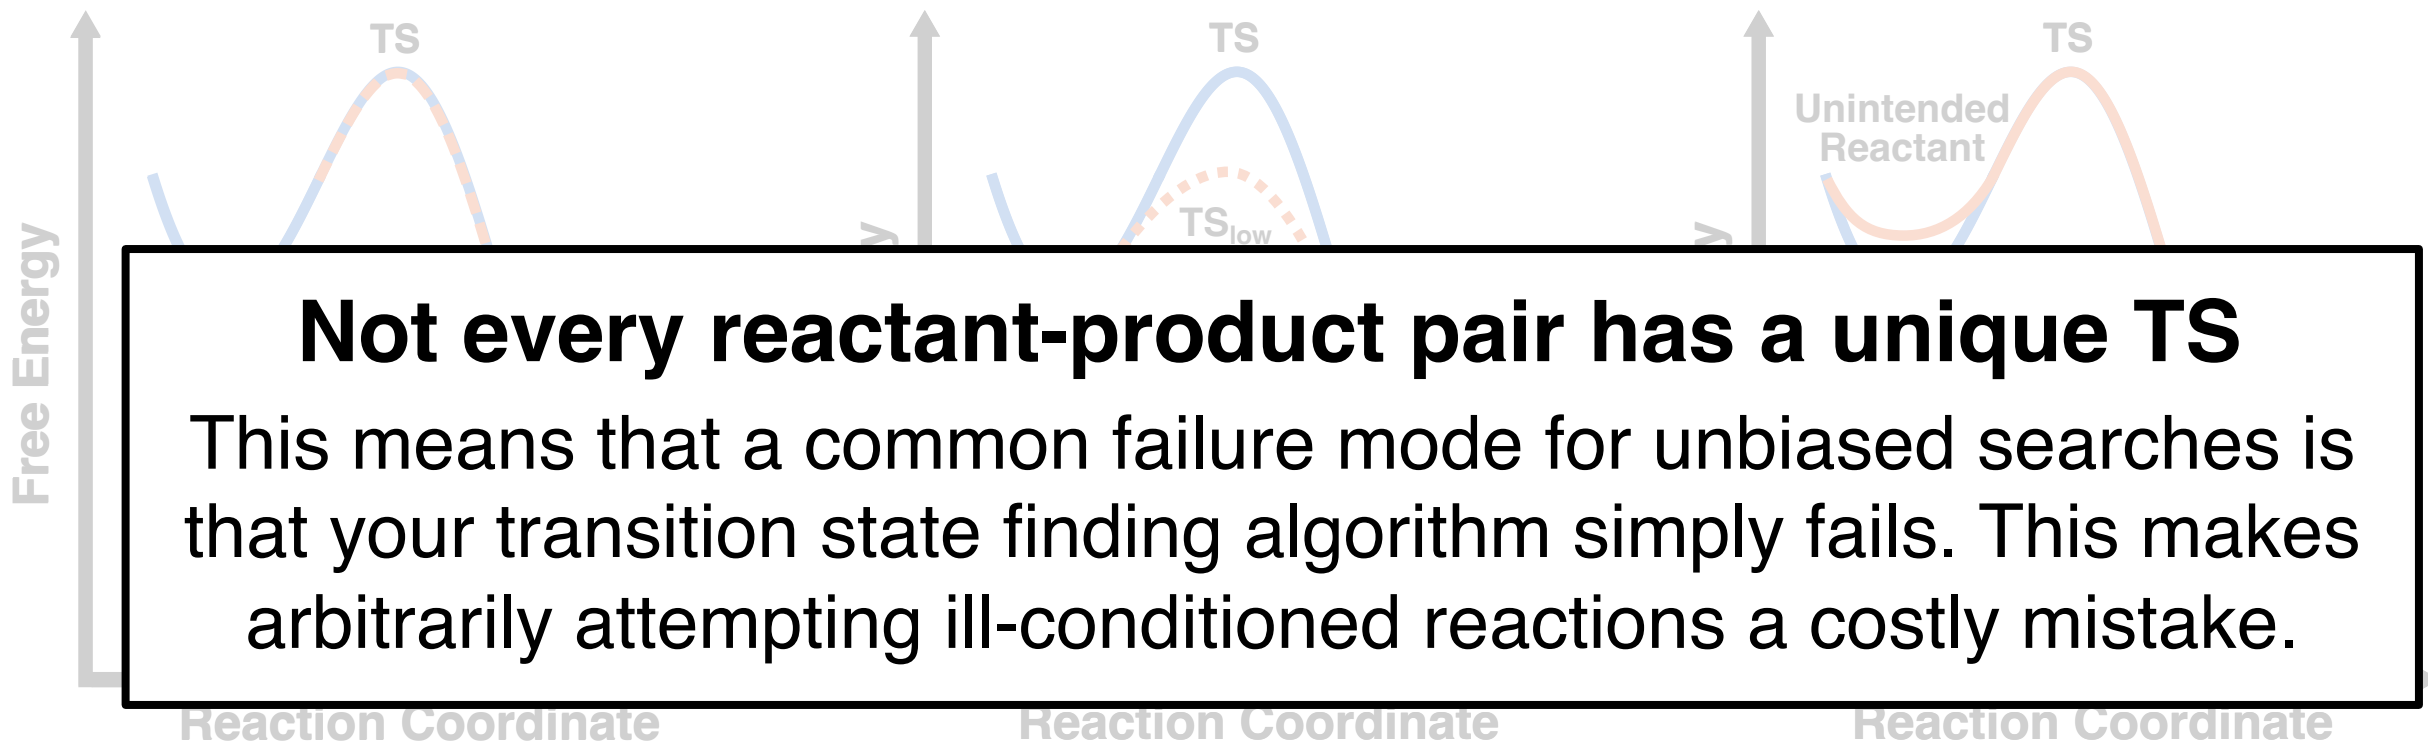 TS
TS
TS
Unintended
Reactant
TSlow
Free Energy
y
y
Not every reactant-product pair has a unique TS
This means that a common failure mode for unbiased searches is
that your transition state finding algorithm simply fails. This makes
arbitrarily attempting ill-conditioned reactions a costly mistake.
Reaction Coordinate
Reaction Coordinate
Reaction Coordinate